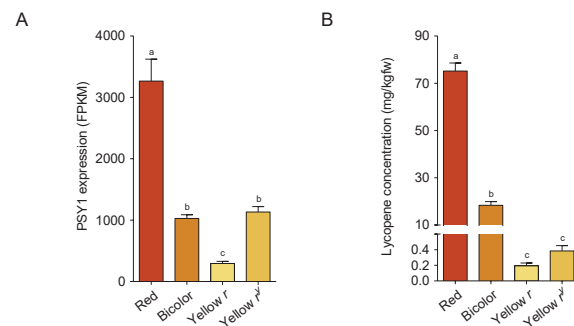 A
PSY1 expression (FPKM)
4000
3000
2000
1000
0
a
b
c
b
Red
Bicolor
Yellow r
Yellow r^y
B
Lycopene concentration (mg/kgfw)
90
70
50
30
10
10
0.4
0.2
0.0
a
b
c
c
Red
Bicolor
Yellow r
Yellow r^y